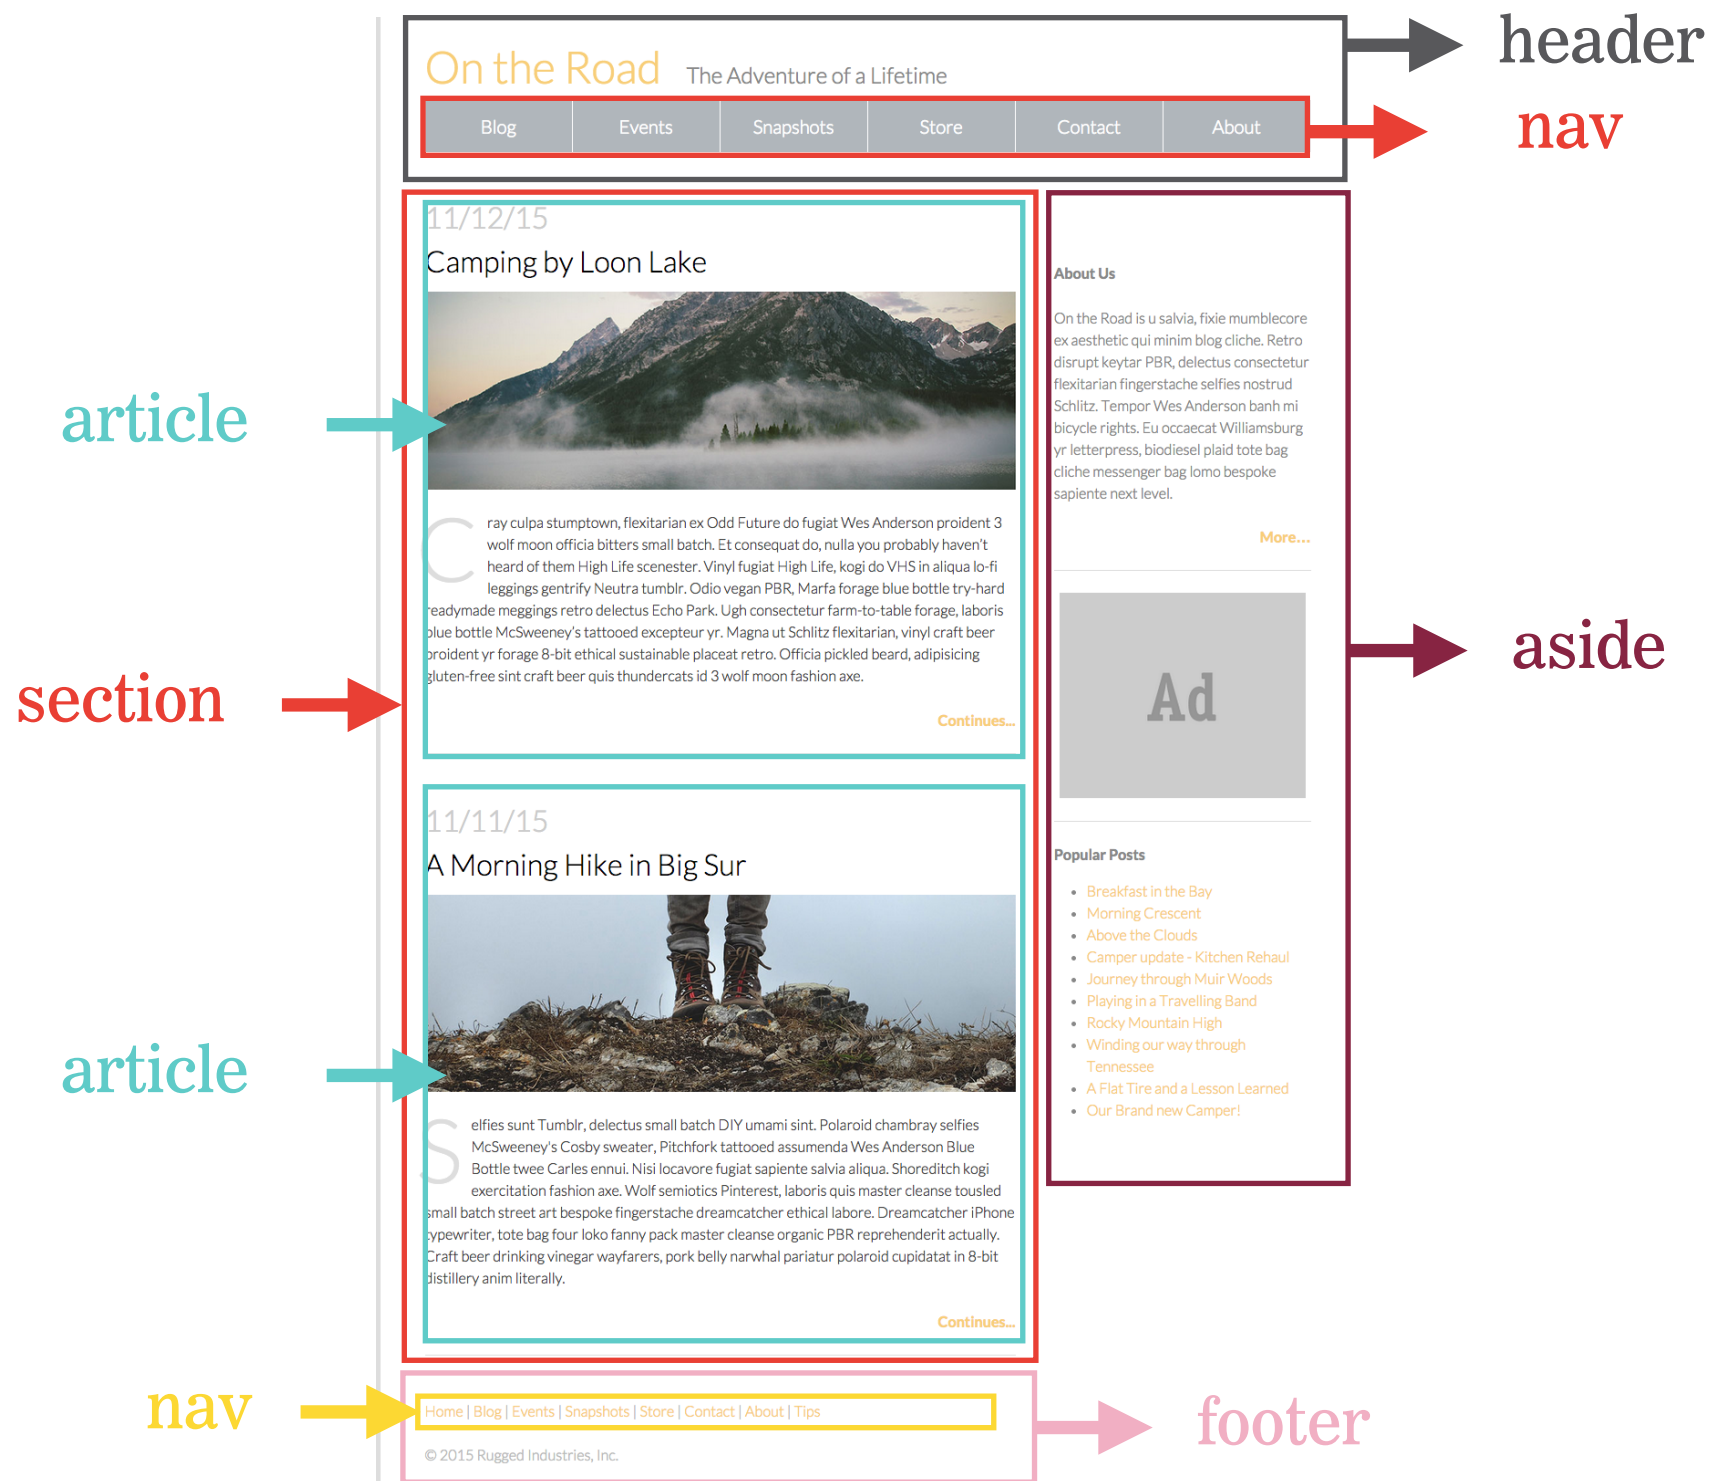 header
On the Road The Adventure of a Lifetime
nav
Blog Events Snapshots Store Contact About
11/12/15
Camping by Loon Lake
article
Cray culpa stumptown, flexitarian ex Odd Future do fugiat Wes Anderson proident 3
wolf moon officia bitters small batch. Et consequat do, nulla you probably haven't
heard of them High Life scenester. Vinyl fugiat High Life, kogi do VHS in aliqua lo-fi
leggings gentrify Neutra tumblr. Odio vegan PBR, Marfa forage blue bottle try-hard
readymade meggings retro delectus Echo Park. Ugh consectetur farm-to-table forage, laboris
blue bottle McSweeney's tattooed excepteur yr. Magna ut Schlitz flexitarian, vinyl craft beer
proident yr forage 8-bit ethical sustainable placeat retro. Officia pickled beard, adipisicing
gluten-free sint craft beer quis thundercats id 3 wolf moon fashion axe.
section
Continues...
11/11/15
A Morning Hike in Big Sur
article
Selfies sunt Tumblr, delectus small batch DIY umami sint. Polaroid chambray selfies
McSweeney's Cosby sweater, Pitchfork tattooed assumenda Wes Anderson Blue
Bottle twee Carles ennui. Nisi locavore fugiat sapiente salvia aliqua. Shoreditch kogi
exercitation fashion axe. Wolf semiotics Pinterest, laboris quis master cleanse tousled
small batch street art bespoke fingerstache dreamcatcher ethical labore. Dreamcatcher iPhone
typewriter, tote bag four loko fanny pack master cleanse organic PBR reprehenderit actually.
Craft beer drinking vinegar wayfarers, pork belly narwhal pariatur polaroid cupidatat in 8-bit
distillery anim literally.
Continues...
About Us
On the Road is u salvia, fixie mumblecore
ex aesthetic qui minim blog cliche. Retro
disrupt keytar PBR, delectus consectetur
flexitarian fingerstache selfies nostrud
Schlitz. Tempor Wes Anderson banh mi
bicycle rights. Eu occaecat Williamsburg
yr letterpress, biodiesel plaid tote bag
cliche messenger bag lomo bespoke
sapiente next level.
More...
aside
Ad
Popular Posts
Breakfast in the Bay
Morning Crescent
Above the Clouds
Camper update - Kitchen Rehaul
Journey through Muir Woods
Playing in a Travelling Band
Rocky Mountain High
Winding our way through
Tennessee
A Flat Tire and a Lesson Learned
Our Brand new Camper!
nav
Home | Blog | Events | Snapshots | Store | Contact | About | Tips
footer
© 2015 Rugged Industries, Inc.